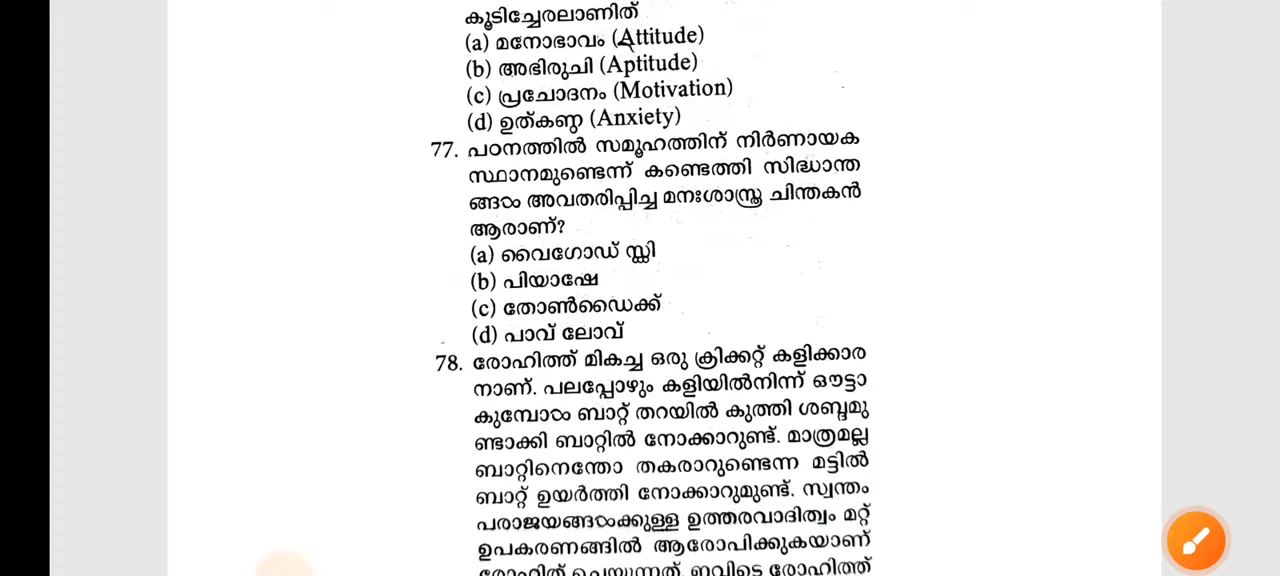 കൂടിച്ചേരലാണിത്
(a) മനോഭാവം (Attitude)
(b) അഭിരുചി (Aptitude)
(c) പ്രചോദനം (Motivation)
(d) ഉത്കണ്ഠ (Anxiety)
77. പഠനത്തിൽ സമൂഹത്തിന് നിർണായക
സ്ഥാനമുണ്ടെന്ന് കണ്ടെത്തി സിദ്ധാന്ത
ങ്ങൾ അവതരിപ്പിച്ച മനഃശാസ്ത്ര ചിന്തകൻ
ആരാണ്?
(a) വൈഗോഡ് സ്ക്കി
(b) പിയാഷേ
(c) തോൺഡൈക്ക്
(d) പാവ് ലോവ്
78. രോഹിത്ത് മികച്ച ഒരു ക്രിക്കറ്റ് കളിക്കാര
നാണ്. പലപ്പോഴും കളിയിൽനിന്ന് ഔട്ടാ
കുമ്പോൾ ബാറ്റ് തറയിൽ കുത്തി ശബ്ദമു
ണ്ടാക്കി ബാറ്റിൽ നോക്കാറുണ്ട്. മാത്രമല്ല
ബാറ്റിനെന്തോ തകരാറുണ്ടെന്ന മട്ടിൽ
ബാറ്റ് ഉയർത്തി നോക്കാറുമുണ്ട്. സ്വന്തം
പരാജയങ്ങൾക്കുള്ള ഉത്തരവാദിത്വം മറ്റ്
ഉപകരണങ്ങിൽ ആരോപിക്കുകയാണ്
രോഹിത് ചെയ്യുന്നത്. ഇവിടെ രോഹിത്ത്